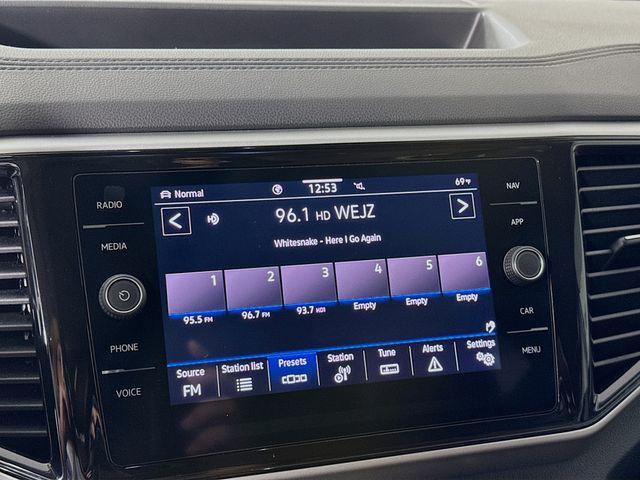 RADIO
MEDIA
PHONE
VOICE
Normal
12:53
69°F
96.1 HD WEJZ
Whitesnake - Here I Go Again
1 2 3 4 5 6
95.5 FM 96.7 FM 93.7 KGS Empty Empty Empty
Source Station list Presets Station Tune Alerts Settings
FM
NAV
APP
CAR
MENU